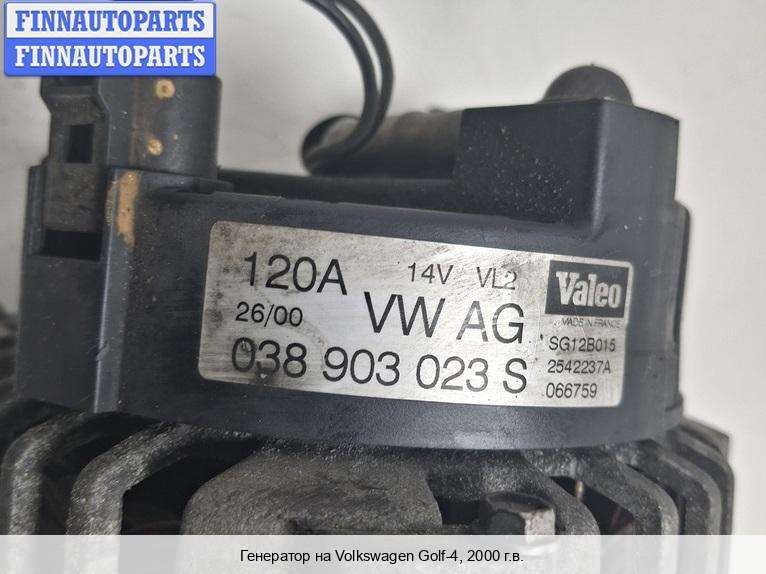 FINNAUTOPARTS
FINNAUTOPARTS
120A 14V VL2
26/00 VW AG
038 903 023 S
Valeo
MADE IN FRANCE
SG12B015
2542237A
066759
Генератор на Volkswagen Golf-4, 2000 г.в.